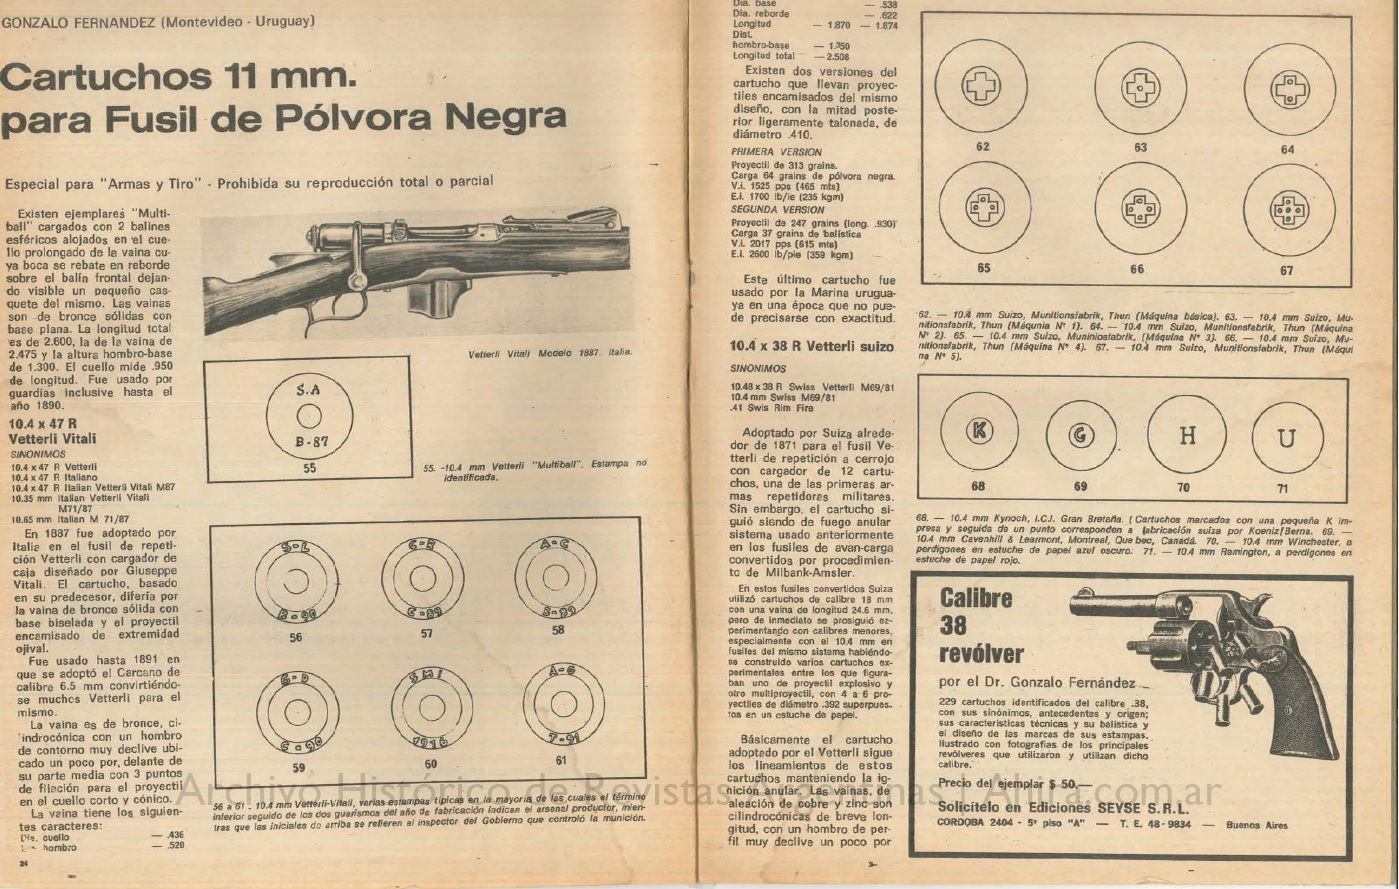 GONZALO FERNANDEZ (Montevideo - Uruguay)
Cartuchos 11 mm.
para Fusil de Pólvora Negra
Especial para "Armas y Tiro" - Prohibida su reproducción total o parcial
Existen ejemplares "Multi-
ball" cargados con 2 balines
esféricos alojados en el cue-
llo prolongado de la vaina cu-
ya boca se rebate en reborde
sobre el balín frontal dejan-
do visible un pequeño cas-
quete del mismo. Las vainas
son de bronce sólidas con
base plana. La longitud total
es de 2.600, la de la vaina de
2.475 y la altura hombro-base
de 1.300. El cuello mide .950
de longitud. Fue usado por
guardias inclusive hasta el
año 1890.
10.4 x 47 R
Vetterli Vitali
SINONIMOS
10.4 x 47 R Vetterli
10.4 x 47 R Italiano
10.4 x 47 R Italian Vetterli Vitali M87
10.35 mm Italian Vetterli Vitali
M71/87
10.65 mm Italian M 71/87
En 1887 fue adoptado por
Italia en el fusil de repeti-
ción Vetterli con cargador de
caja diseñado por Giuseppe
Vitali. El cartucho, basado
en su predecesor, difería por
la vaina de bronce sólida con
base biselada y el proyectil
encamisado de extremidad
ojival.
Fue usado hasta 1891 en
que se adoptó el Carcano de
calibre 6.5 mm convirtiéndo-
se muchos Vetterli para el
mismo.
La vaina es de bronce, ci-
lindrocónica con un hombro
de contorno muy declive ubi-
cado un poco por delante de
su parte media con 3 puntos
de fijación para el proyectil
en el cuello corto y cónico.
La vaina tiene los siguien-
tes caracteres:
Dia. cuello — .436
Dia. hombro — .520
24
Vetterli Vitali Modelo 1887. Italia.
S.A
B-87
55
55. -10.4 mm Vetterli "Multiball". Estampa no
identificada.
S-L
B-90
56
C-B
C-89
57
A-C
B-89
58
G-D
C-90
59
SMI
1916
60
A-G
T-91
61
56 a 61 . 10.4 mm Vetterli-Vitali, varias estampas típicas en la mayoría de las cuales el término
inferior seguido de los dos guarismos del año de fabricación indican el arsenal productor, mien-
tras que las iniciales de arriba se refieren al inspector del Gobierno que controló la munición.
Dia. base — .538
Dia. reborde — .622
Longitud — 1.870 — 1.874
Dist.
hombro-base — 1.350
Longitud total — 2.508
Existen dos versiones del
cartucho que llevan proyec-
tiles encamisados del mismo
diseño, con la mitad poste-
rior ligeramente talonada, de
diámetro .410.
PRIMERA VERSION
Proyectil de 313 grains.
Carga 64 grains de pólvora negra.
V.i. 1525 pps (465 mts)
E.i. 1700 lb/ie (235 kgm)
SEGUNDA VERSION
Proyectil de 247 grains (long. .930)
Carga 37 grains de balística
V.i. 2017 pps (615 mts)
E.i. 2600 lb/pie (359 kgm)
Este último cartucho fue
usado por la Marina urugua-
ya en una época que no pue-
de precisarse con exactitud.
10.4 x 38 R Vetterli suizo
SINONIMOS
10.48 x 38 R Swiss Vetterli M69/81
10.4 mm Swiss M69/81
.41 Swis Rim Fire
Adoptado por Suiza alrede-
dor de 1871 para el fusil Ve-
tterli de repetición a cerrojo
con cargador de 12 cartu-
chos, una de las primeras ar-
mas repetidoras militares.
Sin embargo, el cartucho si-
guió siendo de fuego anular
sistema usado anteriormente
en los fusiles de avan-carga
convertidos por procedimien-
to de Milbank-Amsler.
En estos fusiles convertidos Suiza
utilizó cartuchos de calibre 18 mm
con una vaina de longitud 24.6 mm,
pero de inmediato se prosiguió ex-
perimentando con calibres menores,
especialmente con el 10.4 mm en
fusiles del mismo sistema habiéndo-
se construido varios cartuchos ex-
perimentales entre los que figura-
ban uno de proyectil explosivo y
otro multiproyectil, con 4 a 6 pro-
yectiles de diámetro .392 superpues-
tos en un estuche de papel.
Básicamente el cartucho
adoptado por el Vetterli sigue
los lineamientos de estos
cartuchos manteniendo la ig-
nición anular. Las vainas, de
aleación de cobre y zinc son
cilindrocónicas de breve lon-
gitud, con un hombro de per-
fil muy declive un poco por
62
63
64
65
66
67
62. — 10.4 mm Suizo, Munitionsfabrik, Thun (Máquina básica). 63. — 10.4 mm Suizo, Mu-
nitionsfabrik, Thun (Máqunia N° 1). 64. — 10.4 mm Suizo, Munitionsfabrik, Thun (Máquina
N° 2). 65. — 10.4 mm Suizo, Muniniosfabrik, (Máquina N° 3). 66. — 10.4 mm Suizo, Mu-
nitionsfabrik, Thun (Máquina N° 4). 67. — 10.4 mm Suizo, Munitionsfabrik, Thun (Máqui
na N° 5).
K
68
G
69
H
70
U
71
68. — 10.4 mm Kynoch, I.C.I. Gran Bretaña. (Cartuchos marcados con una pequeña K im-
presa y seguida de un punto corresponden a fabricación suiza por Koeniz/Berna. 69. —
10.4 mm Cavenhill & Learmont, Montreal, Que bec, Canadá. 70. — 10.4 mm Winchester, a
perdigones en estuche de papel azul oscuro. 71. — 10.4 mm Remington, a perdigones en
estuche de papel rojo.
Calibre
38
revólver
por el Dr. Gonzalo Fernández
229 cartuchos identificados del calibre .38,
con sus sinónimos, antecedentes y origen;
sus características técnicas y su balística y
el diseño de las marcas de sus estampas.
Ilustrado con fotografías de los principales
revólveres que utilizaron y utilizan dicho
calibre.
Precio del ejemplar $ 50,—
Solicítelo en Ediciones SEYSE S.R.L.
CORDOBA 2404 - 5° piso "A" — T. E. 48-9834 — Buenos Aires
Archivo Histórico de Revistas Argentinas | Ahira.com.ar